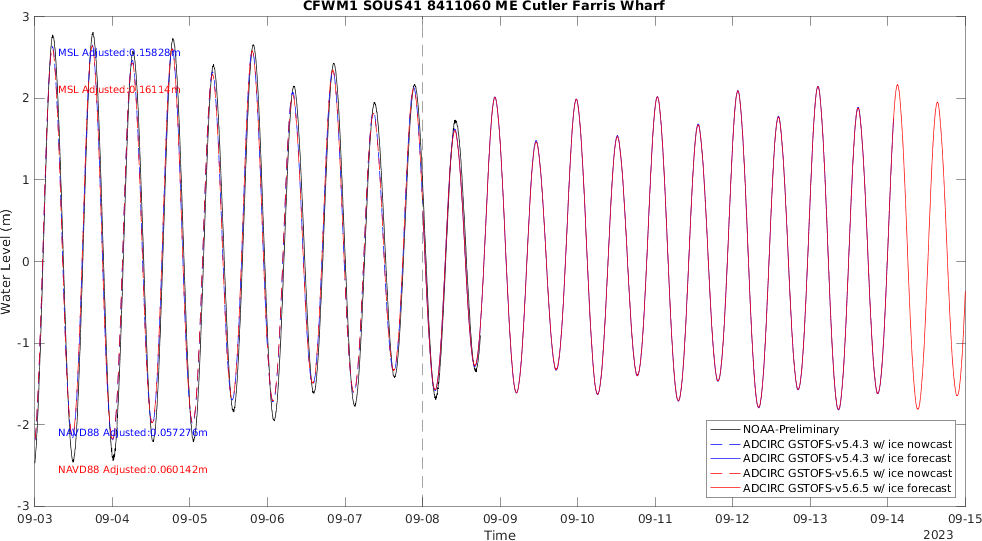 CFWM1 SOUS41 8411060 ME Cutler Farris Wharf
3
2
1
0
-1
-2
-3
Water Level (m)
MSL Adjusted:0.15828m
MSL Adjusted:0.16114m
NAVD88 Adjusted:0.057276m
NAVD88 Adjusted:0.060142m
NOAA-Preliminary
ADCIRC GSTOFS-v5.4.3 w/ ice nowcast
ADCIRC GSTOFS-v5.4.3 w/ ice forecast
ADCIRC GSTOFS-v5.6.5 w/ ice nowcast
ADCIRC GSTOFS-v5.6.5 w/ ice forecast
09-03 09-04 09-05 09-06 09-07 09-08 09-09 09-10 09-11 09-12 09-13 09-14 09-15
Time
2023